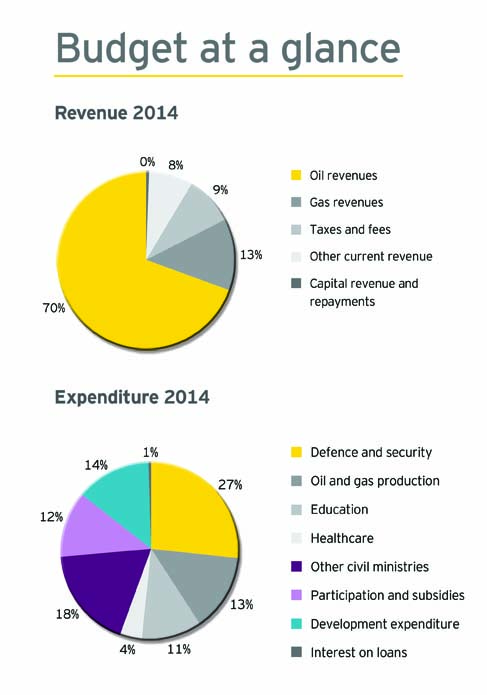 Budget at a glance
Revenue 2014
0%
8%
9%
13%
70%
Oil revenues
Gas revenues
Taxes and fees
Other current revenue
Capital revenue and
repayments
Expenditure 2014
1%
14%
27%
12%
13%
18%
4%
11%
Defence and security
Oil and gas production
Education
Healthcare
Other civil ministries
Participation and subsidies
Development expenditure
Interest on loans